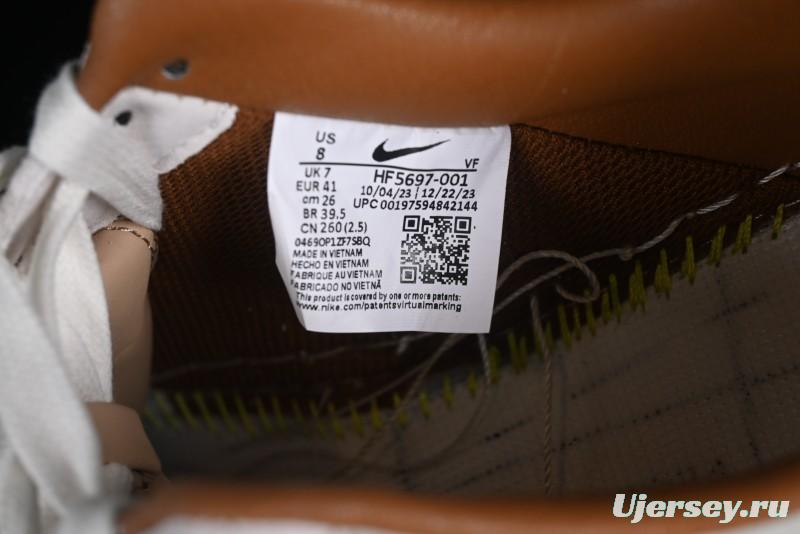 US
8
VF
UK 7
HF5697-001
EUR 41
10/04/23 | 12/22/23
cm 26
UPC 00197594842144
BR 39.5
CN 260 (2.5)
04690P1ZF7SBQ
MADE IN VIETNAM
HECHO EN VIETNAM
FABRIQUE AU VIETNAM
FABRICADO NO VIETNÃ
This product is covered by one or more patents:
www.nike.com/patentsvirtualmarking
Ujersey.ru